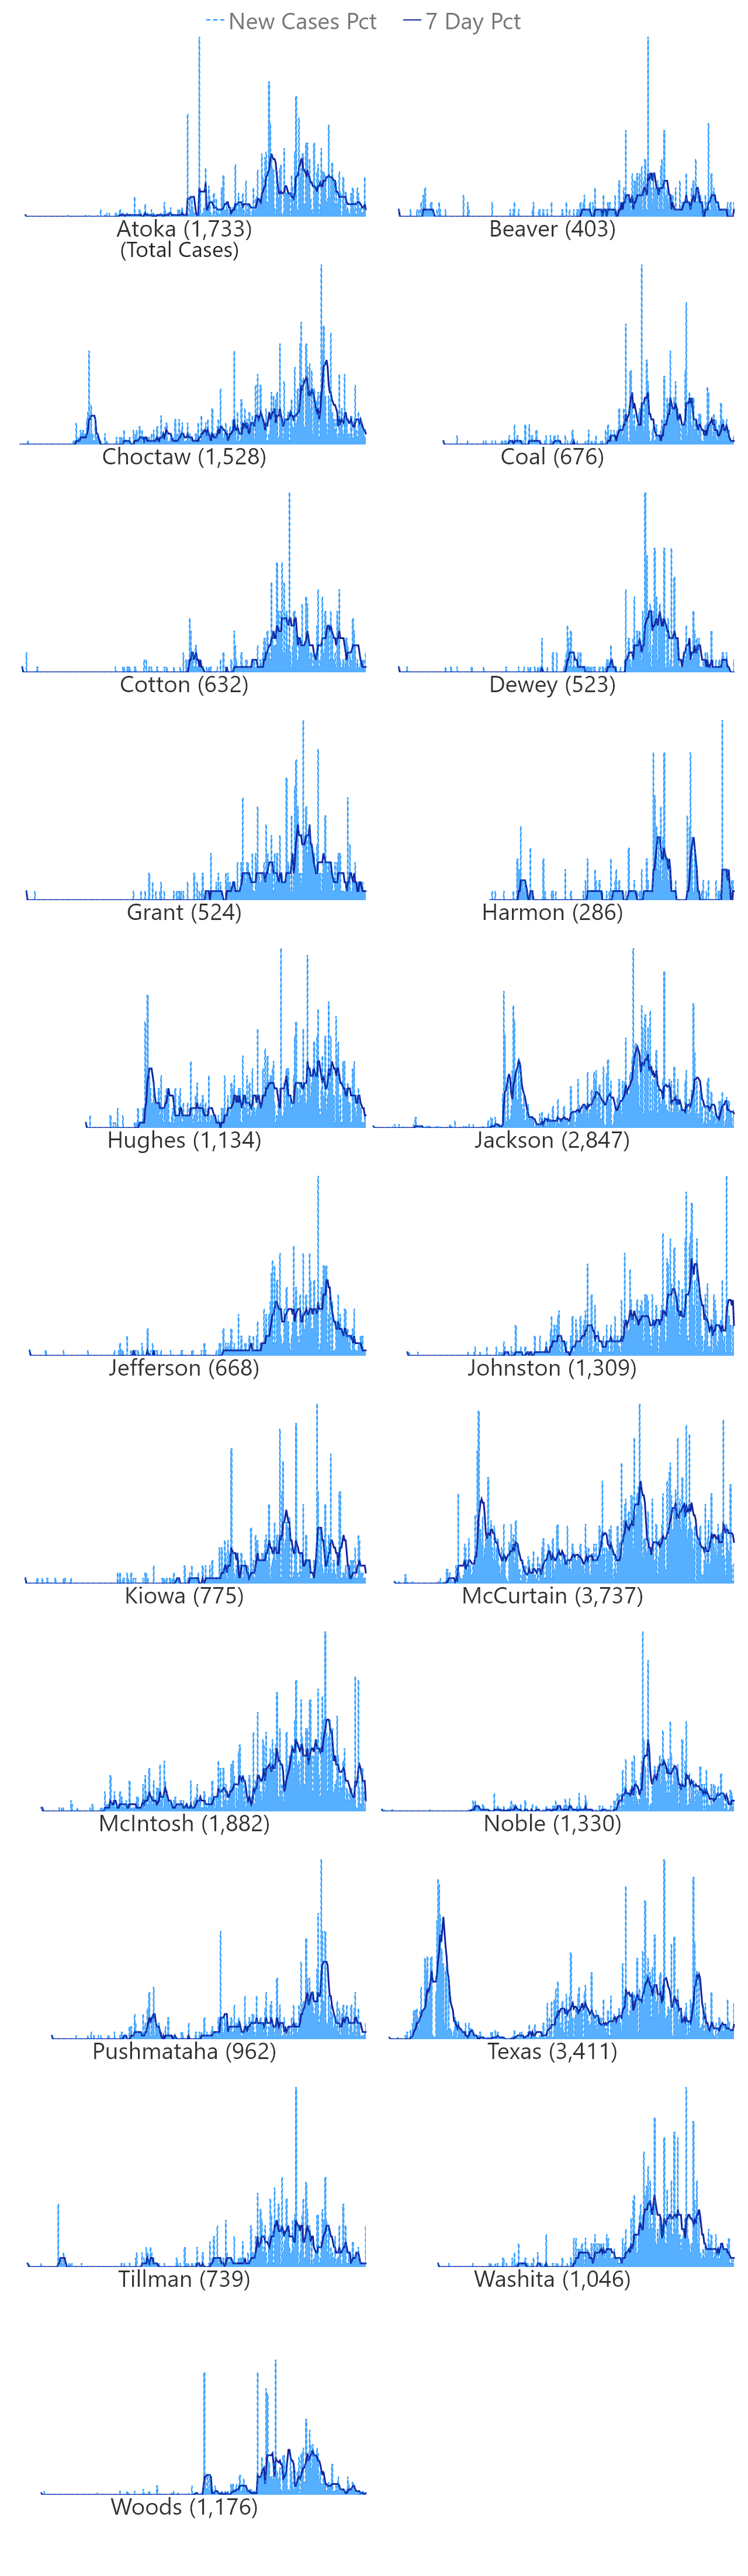 New Cases Pct 7 Day Pct
Atoka (1,733) Beaver (403)
(Total Cases)
Choctaw (1,528) Coal (676)
Cotton (632) Dewey (523)
Grant (524) Harmon (286)
Hughes (1,134) Jackson (2,847)
Jefferson (668) Johnston (1,309)
Kiowa (775) McCurtain (3,737)
McIntosh (1,882) Noble (1,330)
Pushmataha (962) Texas (3,411)
Tillman (739) Washita (1,046)
Woods (1,176)